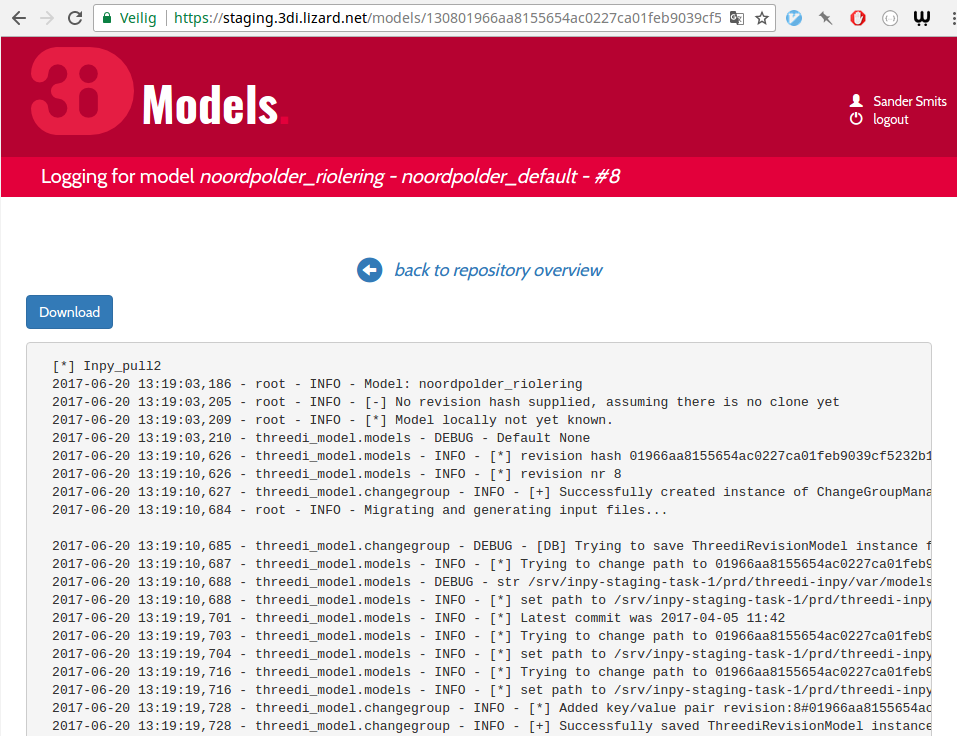 Veilig https://staging.3di.lizard.net/models/130801966aa8155654ac0227ca01feb9039cf5
3i Models.
Sander Smits
logout
Logging for model noordpolder_riolering - noordpolder_default - #8
back to repository overview
Download
[*] Inpy_pull2
2017-06-20 13:19:03,186 - root - INFO - Model: noordpolder_riolering
2017-06-20 13:19:03,205 - root - INFO - [-] No revision hash supplied, assuming there is no clone yet
2017-06-20 13:19:03,209 - root - INFO - [*] Model locally not yet known.
2017-06-20 13:19:03,210 - threedi_model.models - DEBUG - Default None
2017-06-20 13:19:10,626 - threedi_model.models - INFO - [*] revision hash 01966aa8155654ac0227ca01feb9039cf5232b1
2017-06-20 13:19:10,626 - threedi_model.models - INFO - [*] revision nr 8
2017-06-20 13:19:10,627 - threedi_model.changegroup - INFO - [+] Successfully created instance of ChangeGroupMana
2017-06-20 13:19:10,684 - root - INFO - Migrating and generating input files...
2017-06-20 13:19:10,685 - threedi_model.changegroup - DEBUG - [DB] Trying to save ThreediRevisionModel instance f
2017-06-20 13:19:10,687 - threedi_model.models - INFO - [*] Trying to change path to 01966aa8155654ac0227ca01feb9
2017-06-20 13:19:10,688 - threedi_model.models - DEBUG - str /srv/inpy-staging-task-1/prd/threedi-inpy/var/models
2017-06-20 13:19:10,688 - threedi_model.models - INFO - [*] set path to /srv/inpy-staging-task-1/prd/threedi-inpy
2017-06-20 13:19:19,701 - threedi_model.models - INFO - [*] Latest commit was 2017-04-05 11:42
2017-06-20 13:19:19,703 - threedi_model.models - INFO - [*] Trying to change path to 01966aa8155654ac0227ca01feb9
2017-06-20 13:19:19,704 - threedi_model.models - INFO - [*] set path to /srv/inpy-staging-task-1/prd/threedi-inpy
2017-06-20 13:19:19,716 - threedi_model.models - INFO - [*] Trying to change path to 01966aa8155654ac0227ca01feb9
2017-06-20 13:19:19,716 - threedi_model.models - INFO - [*] set path to /srv/inpy-staging-task-1/prd/threedi-inpy
2017-06-20 13:19:19,728 - threedi_model.changegroup - INFO - [*] Added key/value pair revision:8#01966aa8155654ac
2017-06-20 13:19:19,728 - threedi_model.changegroup - INFO - [+] Successfully saved ThreediRevisionModel instance